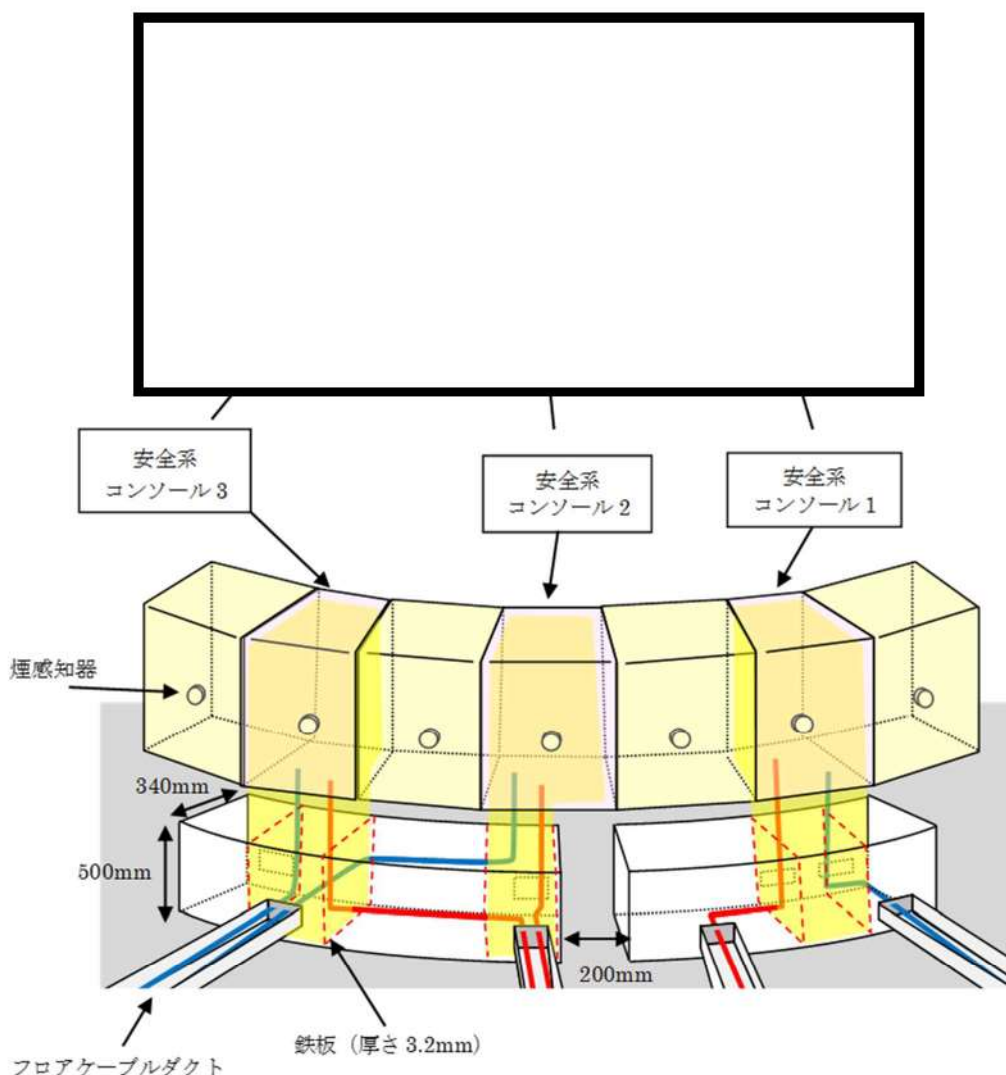 安全系
コンソール 3
安全系
コンソール 2
安全系
コンソール 1
煙感知器
340mm
500mm
200mm
鉄板（厚さ 3.2mm）
フロアケーブルダクト